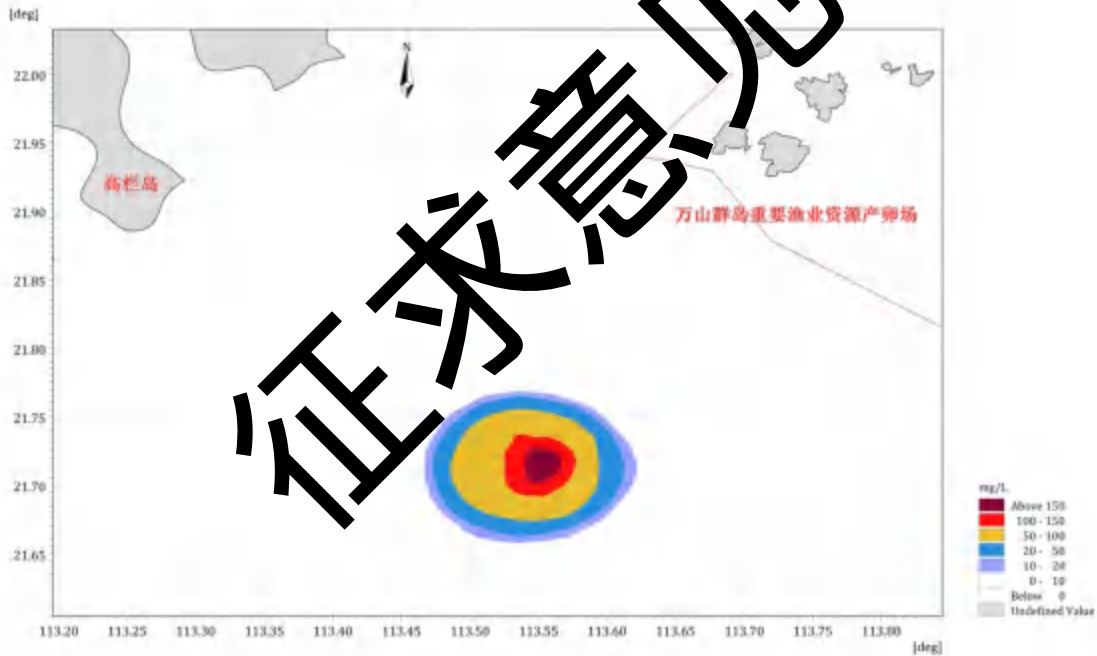 [deg]
22.00
21.95
21.90
21.85
21.80
21.75
21.70
21.65
N
高栏岛
万山群岛重要渔业资源产卵场
征求意见
mg/L
Above 150
100 - 150
50 - 100
20 - 50
10 - 20
0 - 10
Below 0
Undefined Value
113.20 113.25 113.30 113.35 113.40 113.45 113.50 113.55 113.60 113.65 113.70 113.75 113.80
[deg]